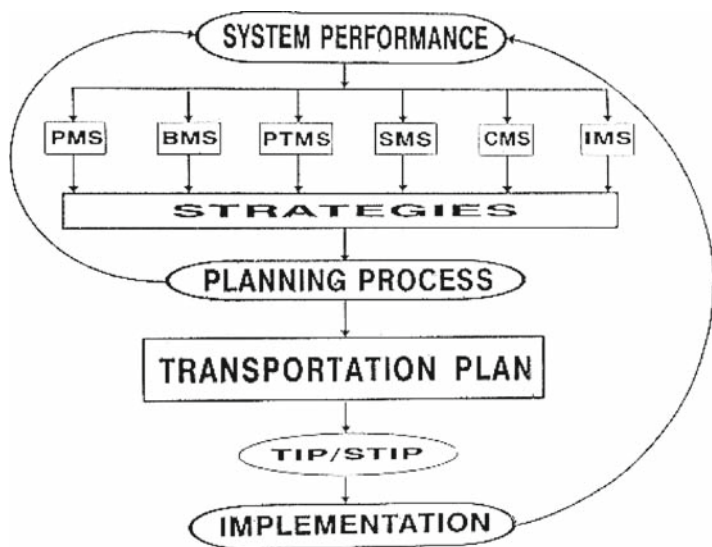 SYSTEM PERFORMANCE
PMS BMS PTMS SMS CMS IMS
STRATEGIES
PLANNING PROCESS
TRANSPORTATION PLAN
TIP/STIP
IMPLEMENTATION